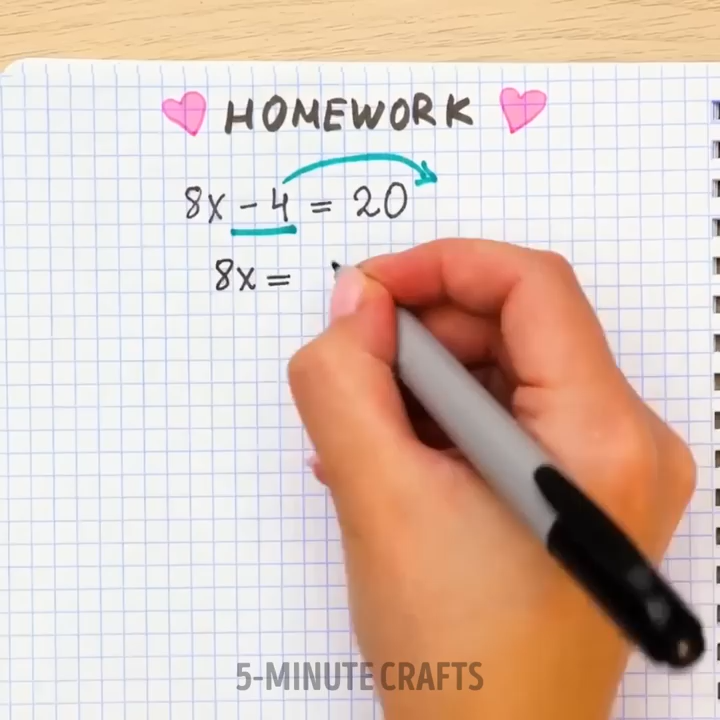 HOMEWORK
8x - 4 = 20
8x =
5-MINUTE CRAFTS